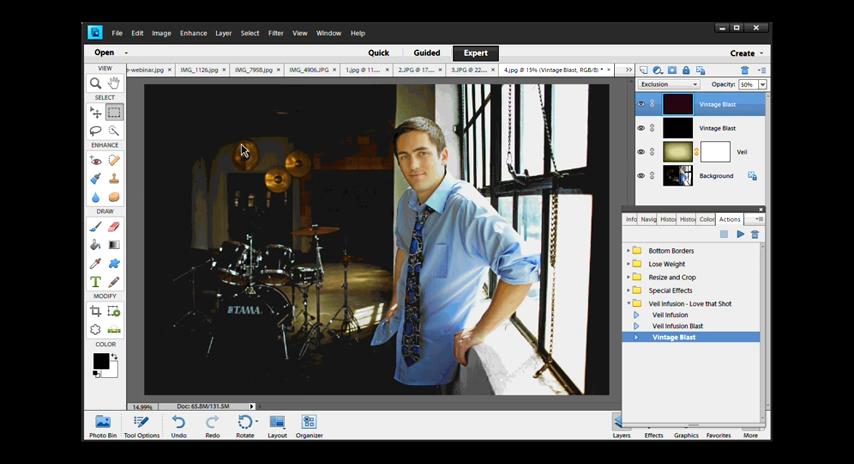 File Edit Image Enhance Layer Select Filter View Window Help
Open Quick Guided Expert Create
p-webinar.jpg × IMG_1126.jpg × IMG_7958.jpg × IMG_4906.JPG × 1.jpg @ 11.... × 2.JPG @ 17.... × 3.JPG @ 22.... × 4.jpg @ 15% (Vintage Blast, RGB/8) * ×
VIEW
SELECT
ENHANCE
DRAW
MODIFY
COLOR
TAMA
Exclusion Opacity: 50%
Vintage Blast
Vintage Blast
Veil
Background
Info Navig Histo Histo Color Actions
Bottom Borders
Lose Weight
Resize and Crop
Special Effects
Veil Infusion - Love that Shot
Veil Infusion
Veil Infusion Blast
Vintage Blast
14.99% Doc: 65.8M/131.5M
Photo Bin Tool Options Undo Redo Rotate Layout Organizer Layers Effects Graphics Favorites More